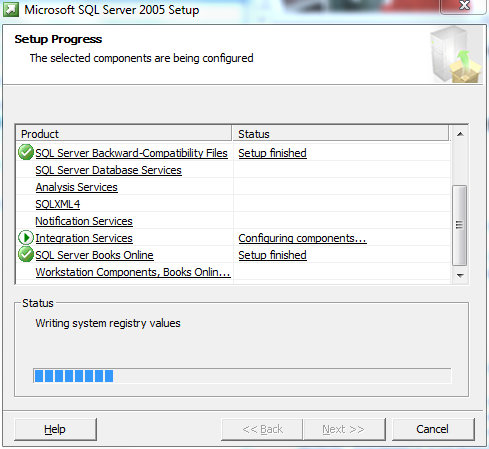 Microsoft SQL Server 2005 Setup
Setup Progress
The selected components are being configured
Product Status
SQL Server Backward-Compatibility Files Setup finished
SQL Server Database Services
Analysis Services
SQLXML4
Notification Services
Integration Services Configuring components...
SQL Server Books Online Setup finished
Workstation Components, Books Onlin...
Status
Writing system registry values
Help << Back Next >> Cancel